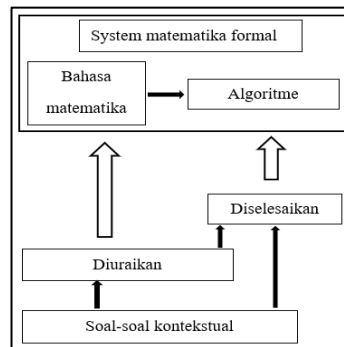 System matematika formal
Bahasa
matematika
Algoritme
Diselesaikan
Diuraikan
Soal-soal kontekstual